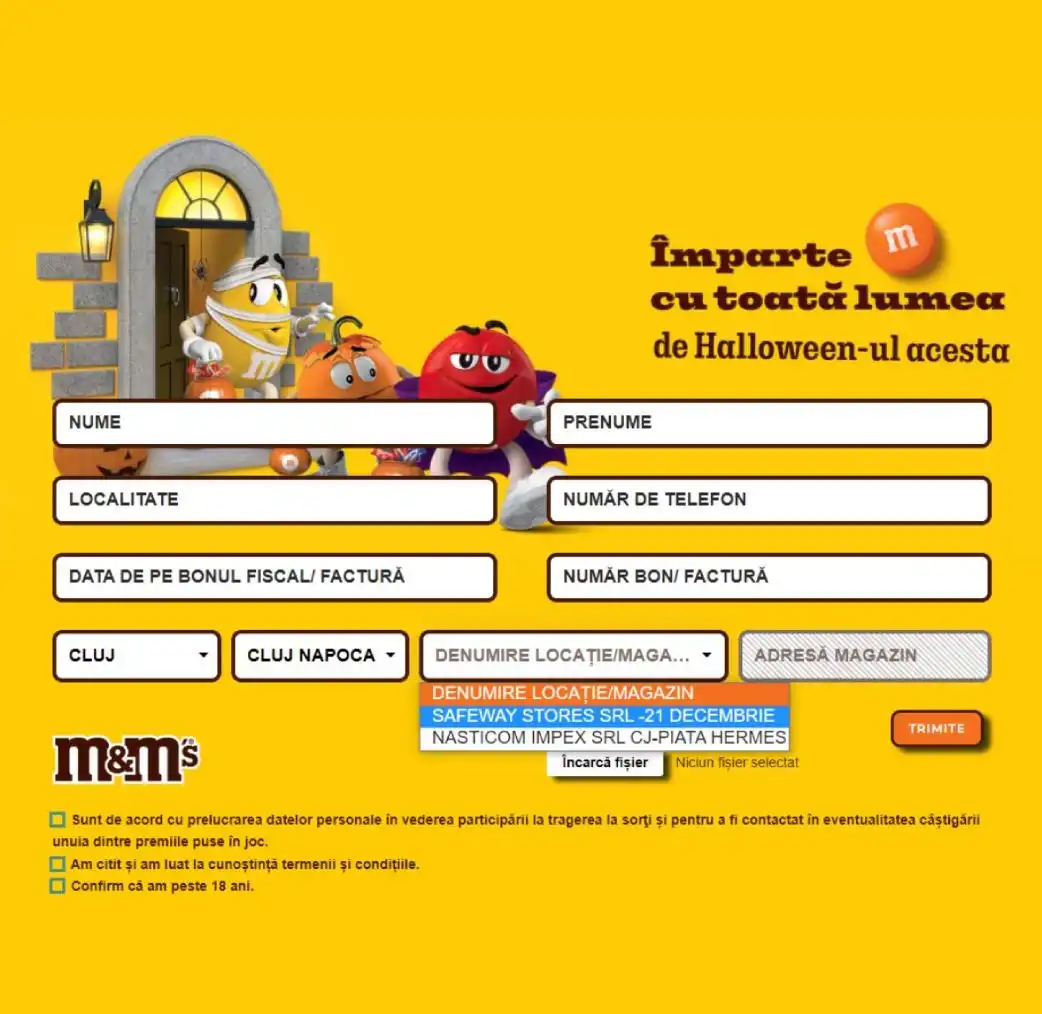 Împarte
m
cu toată lumea
de Halloween-ul acesta
m
m
NUME
PRENUME
LOCALITATE
NUMĂR DE TELEFON
DATA DE PE BONUL FISCAL/ FACTURĂ
NUMĂR BON/ FACTURĂ
CLUJ
CLUJ NAPOCA
DENUMIRE LOCAȚIE/MAGA...
ADRESĂ MAGAZIN
DENUMIRE LOCAȚIE/MAGAZIN
SAFEWAY STORES SRL -21 DECEMBRIE
NASTICOM IMPEX SRL CJ-PIATA HERMES
TRIMITE
m&m's®
Încarcă fișier
Niciun fișier selectat
Sunt de acord cu prelucrarea datelor personale în vederea participării la tragerea la sorţi și pentru a fi contactat în eventualitatea câștigării
unuia dintre premiile puse în joc.
Am citit și am luat la cunoștință termenii și condițiile.
Confirm că am peste 18 ani.